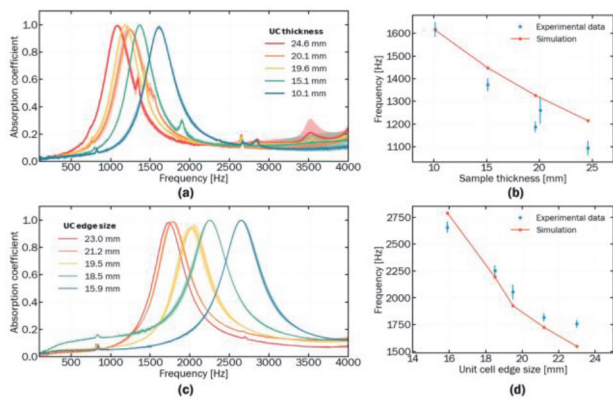 1.0
0.8
0.6
0.4
0.2
0.0
Absorption coefficient
UC thickness
24.6 mm
20.1 mm
19.6 mm
15.1 mm
10.1 mm
500 1000 1500 2000 2500 3000 3500 4000
Frequency [Hz]
(a)
1600
1500
1400
1300
1200
1100
Frequency [Hz]
Experimental data
Simulation
10 15 20 25
Sample thickness [mm]
(b)
1.0
0.8
0.6
0.4
0.2
0.0
Absorption coefficient
UC edge size
23.0 mm
21.2 mm
19.5 mm
18.5 mm
15.9 mm
500 1000 1500 2000 2500 3000 3500 4000
Frequency [Hz]
(c)
2750
2500
2250
2000
1750
1500
Frequency [Hz]
Experimental data
Simulation
14 16 18 20 22 24
Unit cell edge size [mm]
(d)